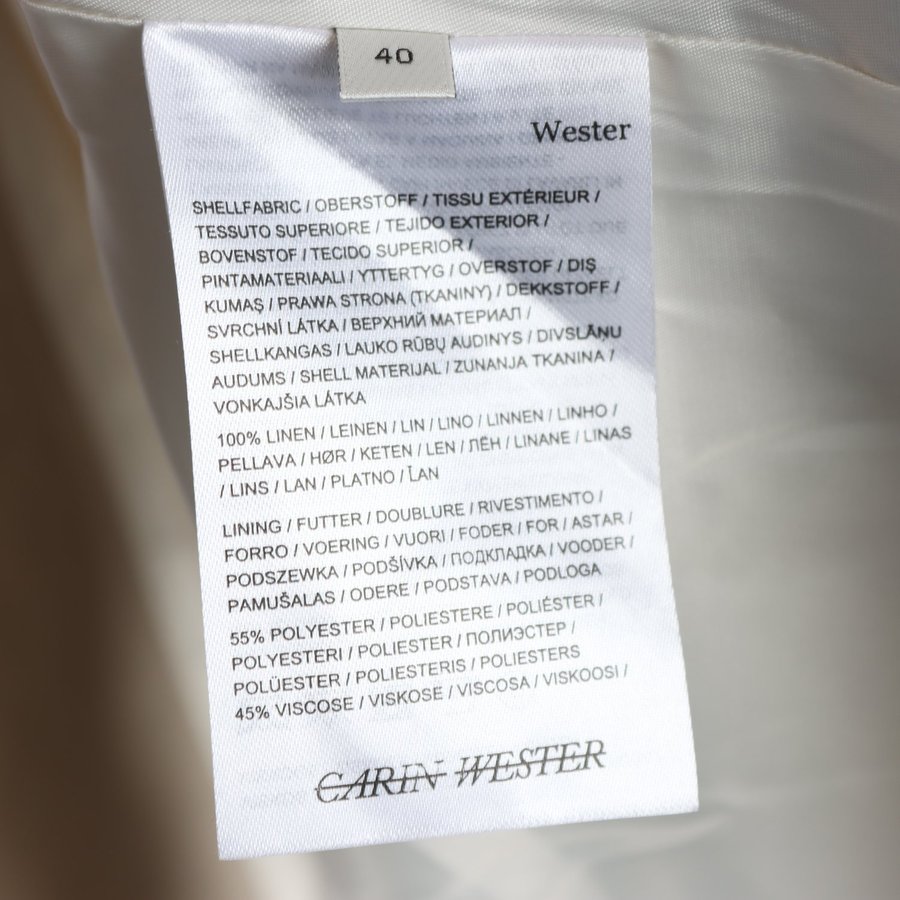 40
Wester
SHELLFABRIC / OBERSTOFF / TISSU EXTÉRIEUR /
TESSUTO SUPERIORE / TEJIDO EXTERIOR /
BOVENSTOF / TECIDO SUPERIOR /
PINTAMATERIAALI / YTTERTYG / OVERSTOF / DIŞ
KUMAŞ / PRAWA STRONA (TKANINY) / DEKKSTOFF /
SVRCHNÍ LÁTKA / ВЕРХНИЙ МАТЕРИАЛ /
SHELLKANGAS / LAUKO RŪBŲ AUDINYS / DIVSLĀŅU
AUDUMS / SHELL MATERIJAL / ZUNANJA TKANINA /
VONKAJŠIA LÁTKA
100% LINEN / LEINEN / LIN / LINO / LINNEN / LINHO /
PELLAVA / HØR / KETEN / LEN / ЛЁН / LINANE / LINAS
/ LINS / LAN / PLATNO / ĽAN
LINING / FUTTER / DOUBLURE / RIVESTIMENTO /
FORRO / VOERING / VUORI / FODER / FOR / ASTAR /
PODSZEWKA / PODŠÍVKA / ПОДКЛАДКА / VOODER /
PAMUŠALAS / ODERE / PODSTAVA / PODLOGA
55% POLYESTER / POLIESTERE / POLIÉSTER /
POLYESTERI / POLIESTER / ПОЛИЭСТЕР /
POLÜESTER / POLIESTERIS / POLIESTERS
45% VISCOSE / VISKOSE / VISCOSA / VISKOOSI /
CARIN WESTER